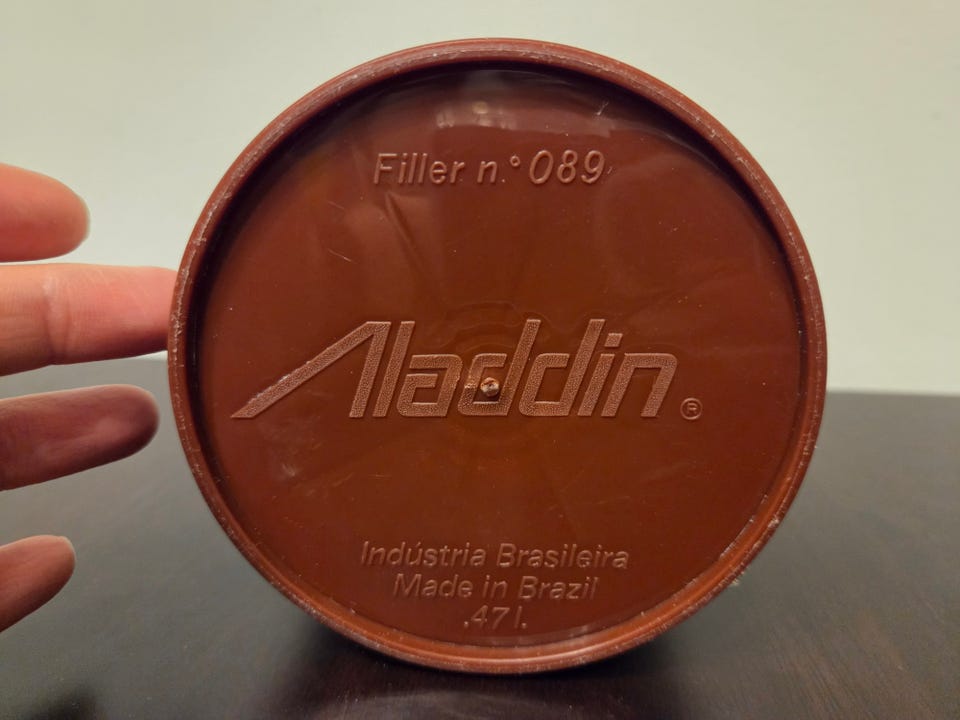 Filler n.° 089
Aladdin ®
Indústria Brasileira
Made in Brazil
.47 l.